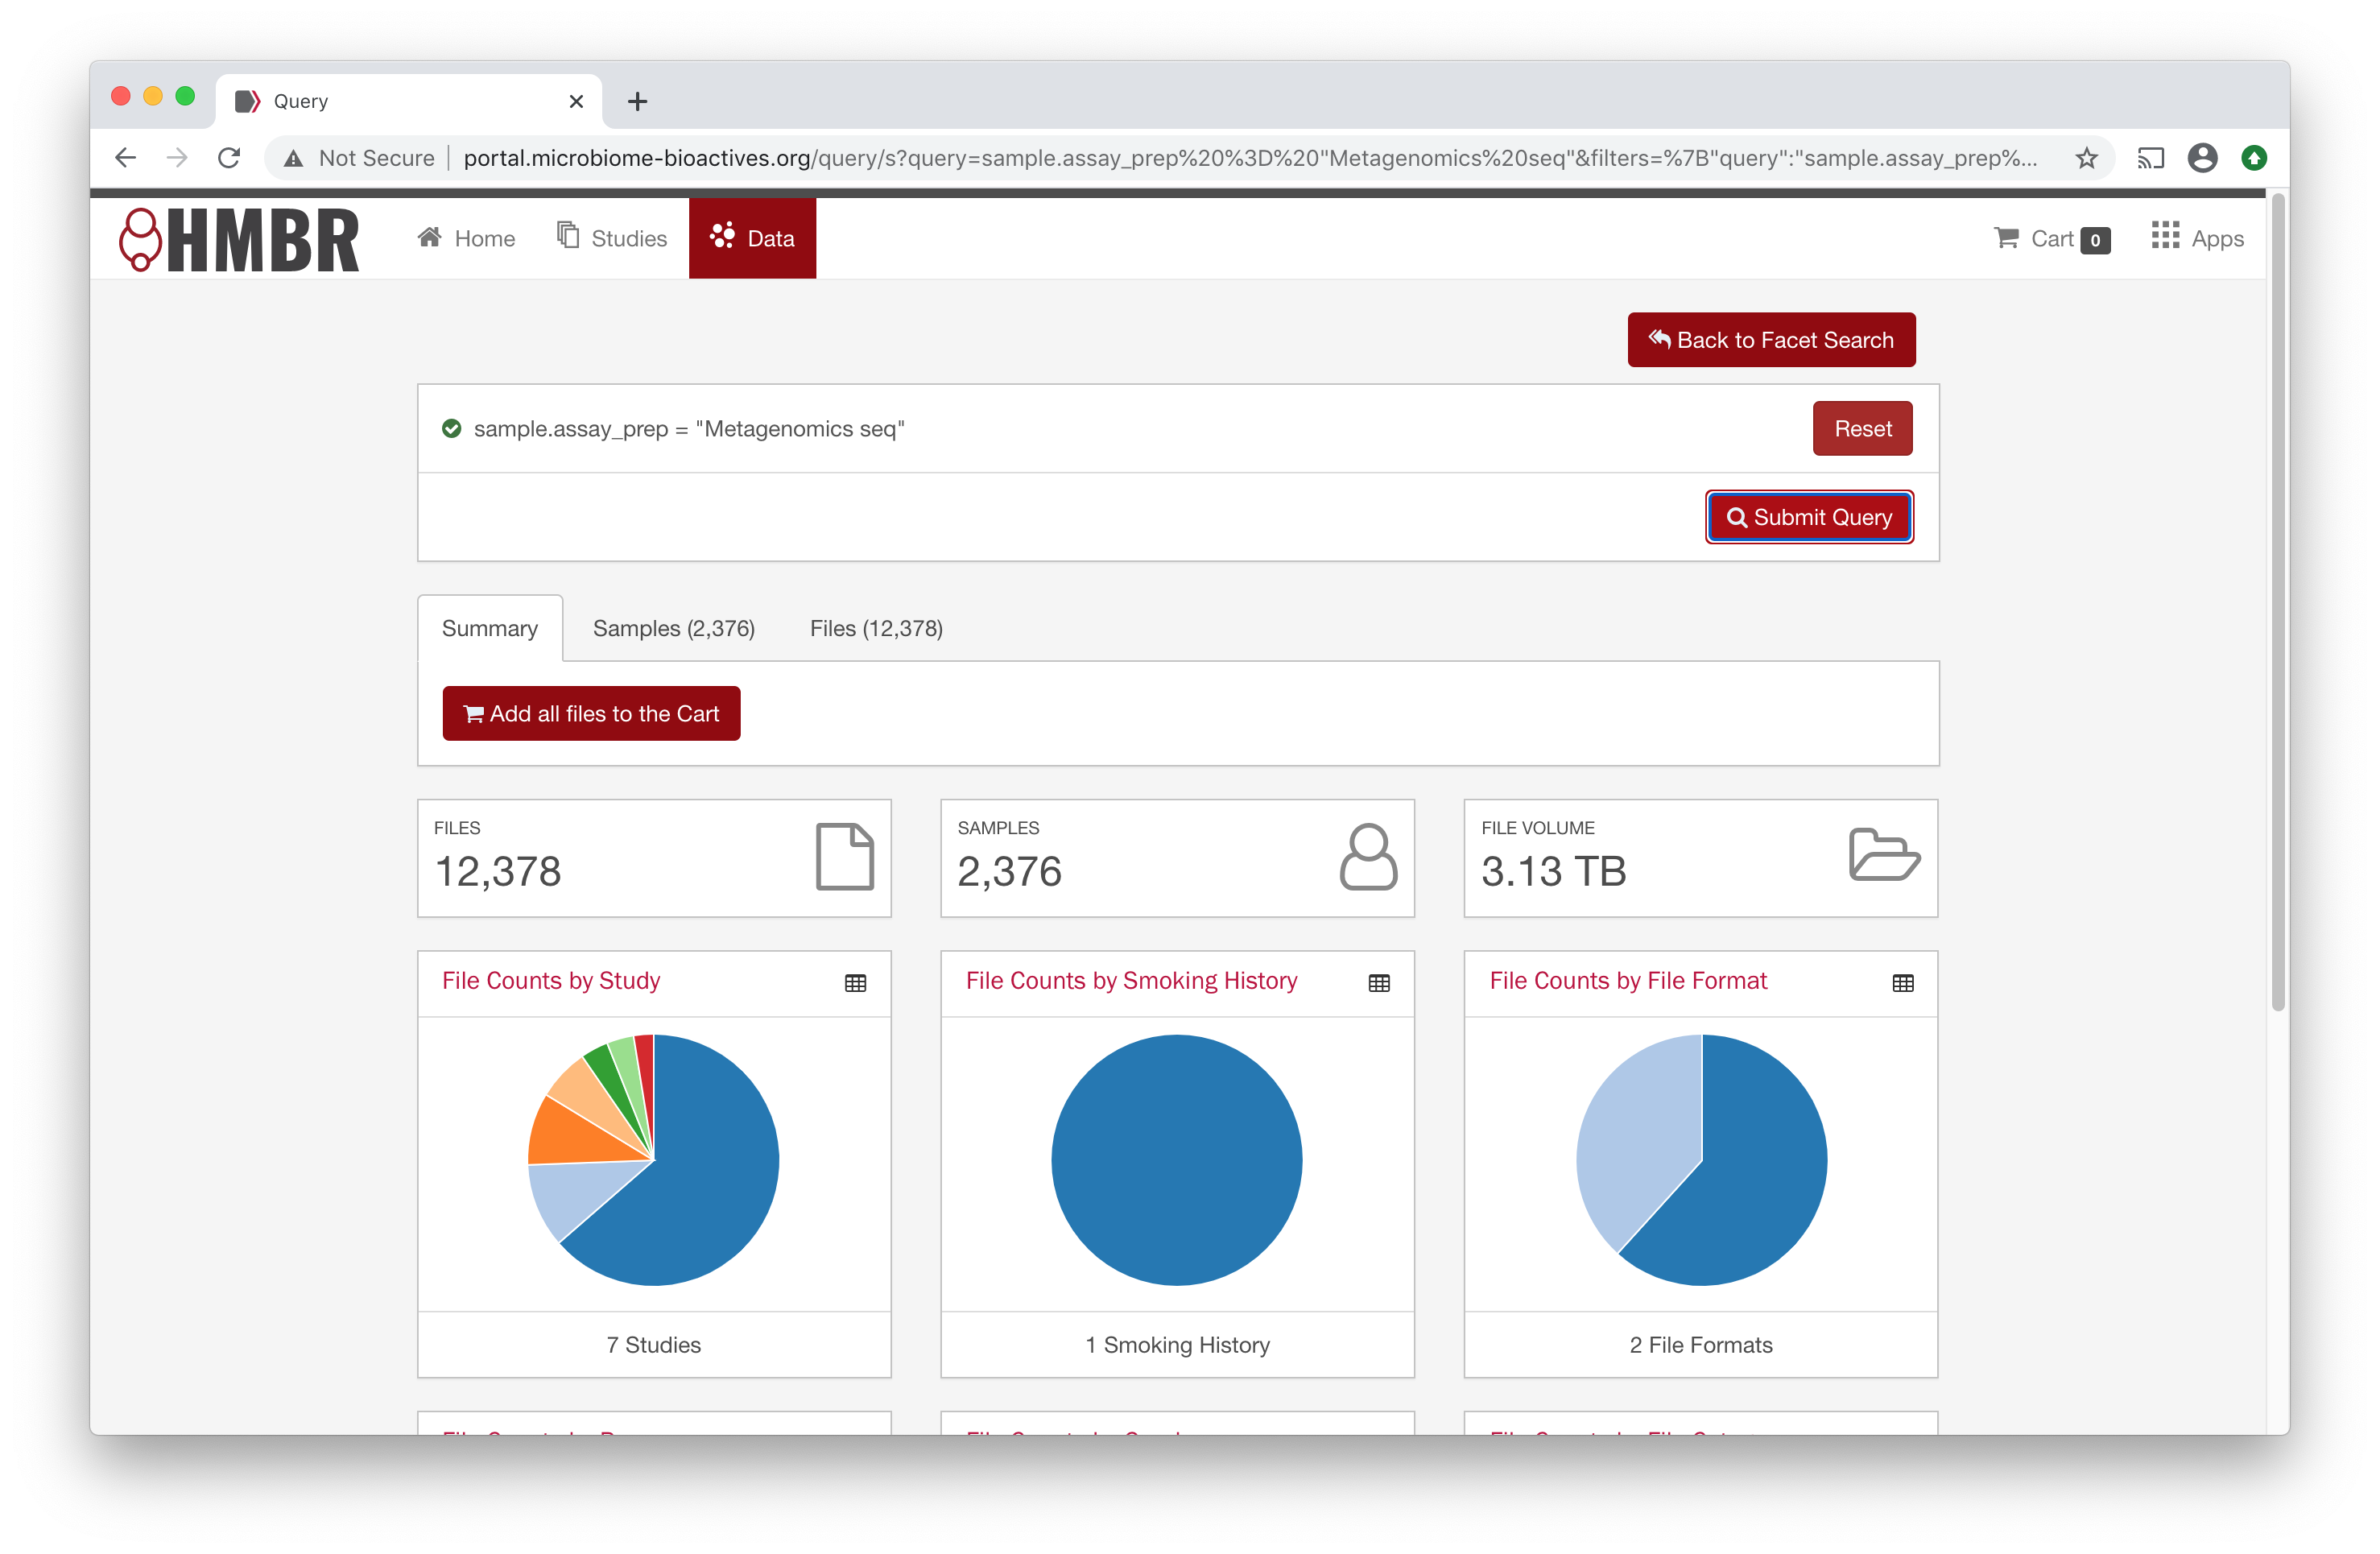 Query
Not Secure portal.microbiome-bioactives.org/query/s?query=sample.assay_prep%20%3D%20"Metagenomics%20seq"&filters=%7B"query":"sample.assay_prep%...
HMBR Home Studies Data Cart 0 Apps
Back to Facet Search
sample.assay_prep = "Metagenomics seq" Reset
Submit Query
Summary Samples (2,376) Files (12,378)
Add all files to the Cart
FILES SAMPLES FILE VOLUME
12,378 2,376 3.13 TB
File Counts by Study File Counts by Smoking History File Counts by File Format
7 Studies 1 Smoking History 2 File Formats